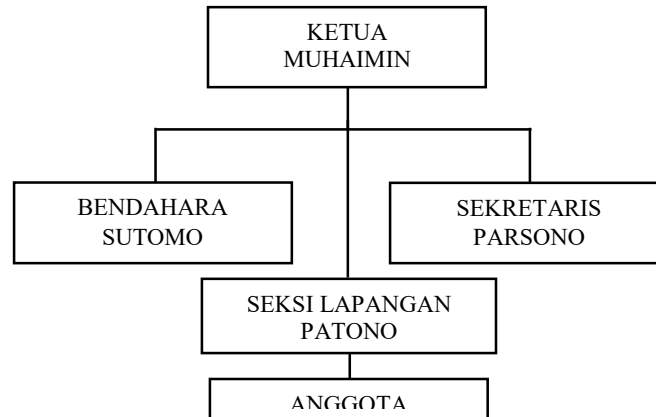 KETUA
MUHAIMIN
BENDAHARA
SUTOMO
SEKRETARIS
PARSONO
SEKSI LAPANGAN
PATONO
ANGGOTA